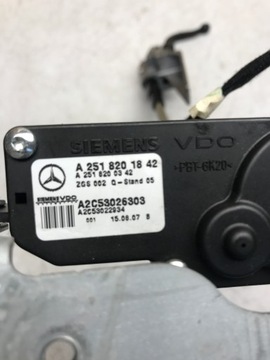 SIEMENS VDO
A 251 820 18 42
A 251 820 03 42
ZGS 002 Q-Stand 05
>PBT-GK20<
SIEMENS VDO
A2C53026303
A2C53022934
001 15.08.07 B